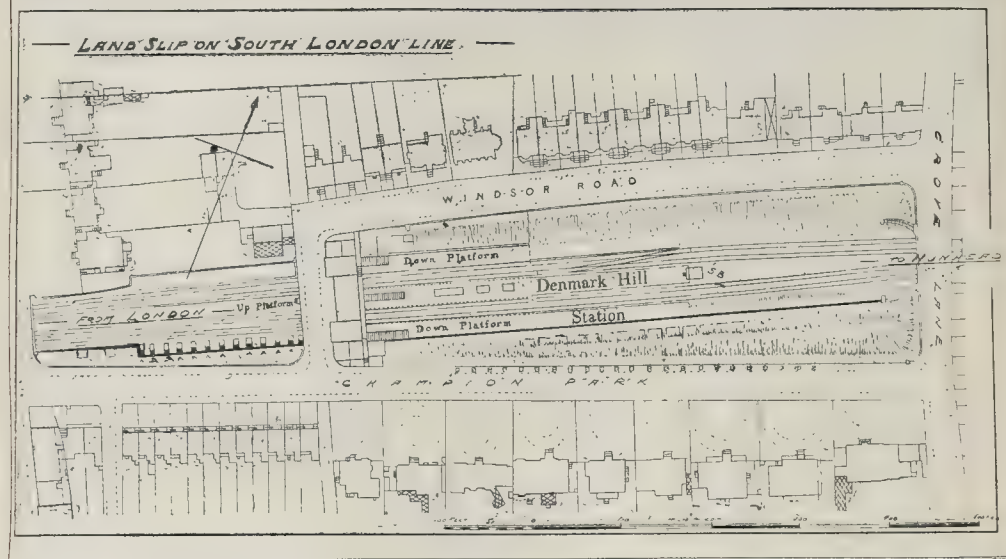 LAND SLIP ON SOUTH LONDON LINE.
WINDSOR ROAD
GROVE
LANE
Down Platform
TO NUNHEAD
S B
Denmark Hill
FROM LONDON
Up Platform
Station
Down Platform
CHAMPION PARK